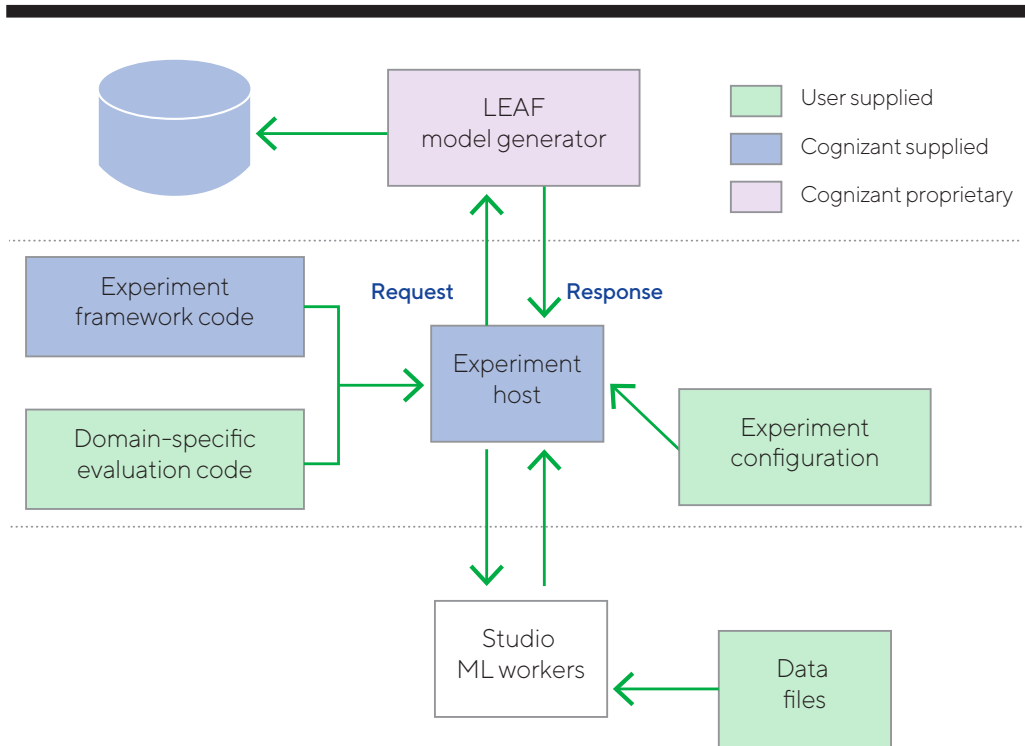 LEAF
model generator
User supplied
Cognizant supplied
Cognizant proprietary
Experiment
framework code
Request
Response
Experiment
host
Domain-specific
evaluation code
Experiment
configuration
Studio
ML workers
Data
files